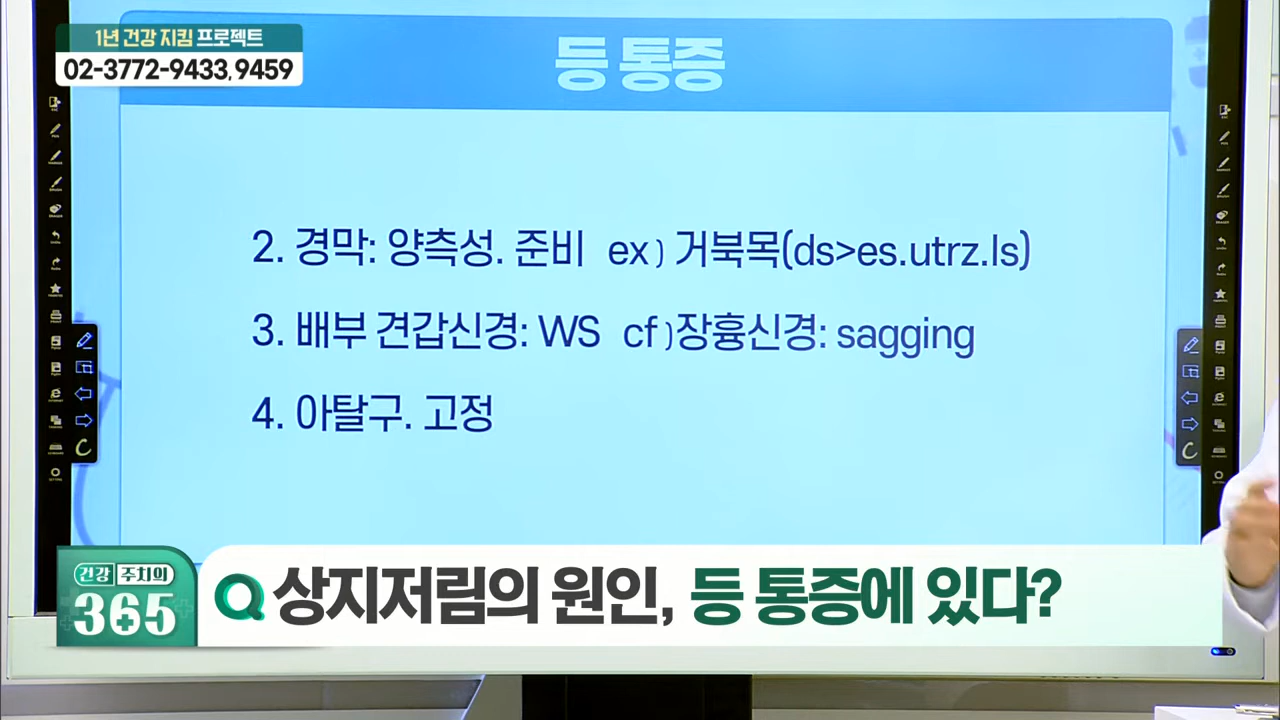 1년 건강 지킴 프로젝트
02-3772-9433, 9459
등 통증
2. 경막: 양측성. 준비 ex) 거북목(ds>es.utrz.ls)
3. 배부 견갑신경: WS cf)장흉신경: sagging
4. 아탈구. 고정
건강 주치의
365
Q 상지저림의 원인, 등 통증에 있다?